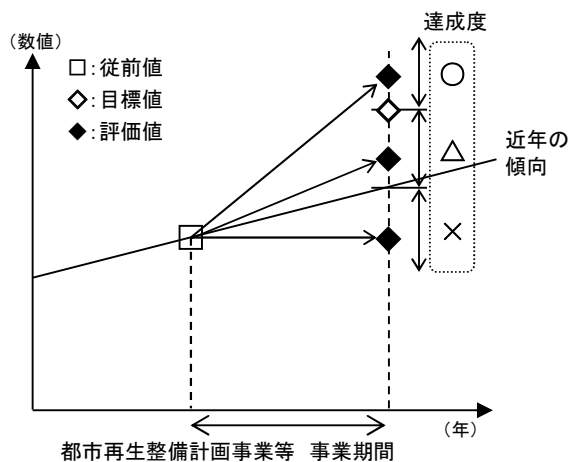 達成度
（数値）
□：従前値
◇：目標値
◆：評価値
○
△
×
近年の
傾向
（年）
都市再生整備計画事業等 事業期間